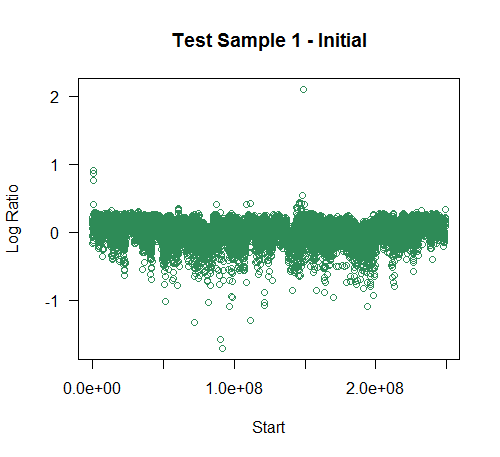 Test Sample 1 - Initial
Log Ratio
2
1
0
-1
0.0e+00 1.0e+08 2.0e+08
Start